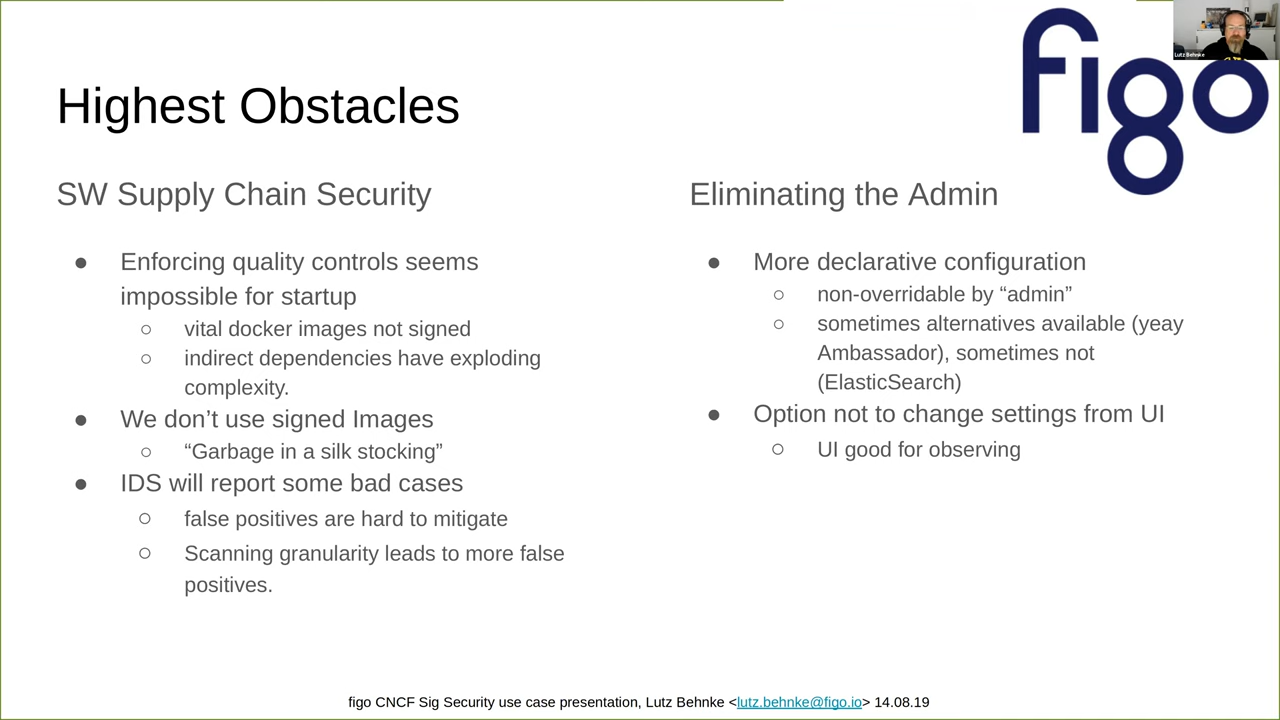 figo
Lutz Behnke
Highest Obstacles
SW Supply Chain Security
● Enforcing quality controls seems
impossible for startup
○ vital docker images not signed
○ indirect dependencies have exploding
complexity.
● We don’t use signed Images
○ “Garbage in a silk stocking”
● IDS will report some bad cases
○ false positives are hard to mitigate
○ Scanning granularity leads to more false
positives.
Eliminating the Admin
● More declarative configuration
○ non-overridable by “admin”
○ sometimes alternatives available (yeay
Ambassador), sometimes not
(ElasticSearch)
● Option not to change settings from UI
○ UI good for observing
figo CNCF Sig Security use case presentation, Lutz Behnke <lutz.behnke@figo.io> 14.08.19